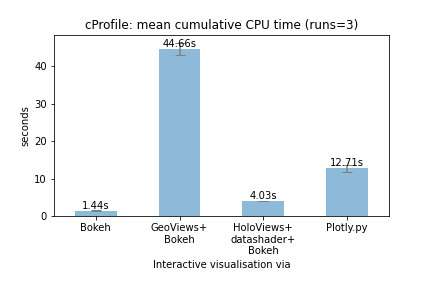 cProfile: mean cumulative CPU time (runs=3)
seconds
40
30
20
10
0
1.44s
44.66s
4.03s
12.71s
Bokeh
GeoViews+
Bokeh
HoloViews+
datashader+
Bokeh
Plotly.py
Interactive visualisation via